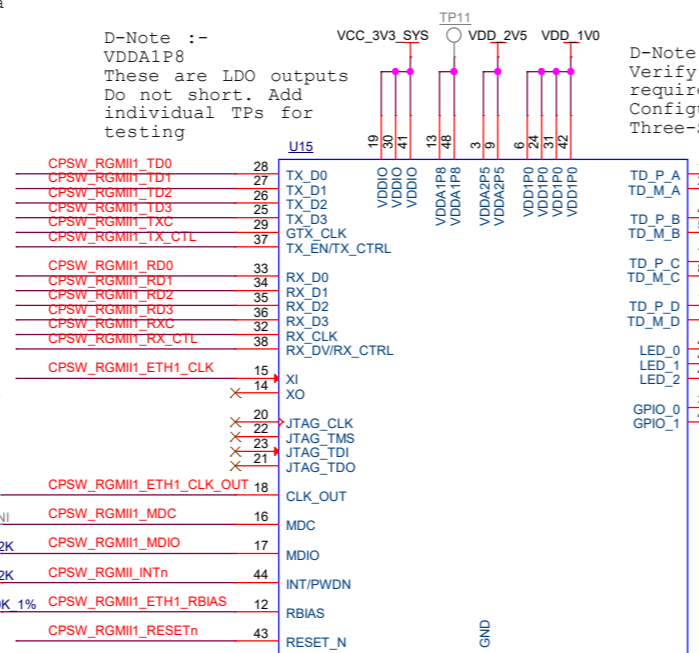 D-Note :-
VDDA1P8
These are LDO outputs
Do not short. Add
individual TPs for
testing
TP11
VCC_3V3_SYS
VDD_2V5
VDD_1V0
D-Note
Verify
Three-
U15
19 30 41 13 48 3 9 6 24 31 42
VDDIO
VDDIO
VDDIO
VDDA1P8
VDDA1P8
VDDA2P5
VDDA2P5
VDD1P0
VDD1P0
VDD1P0
VDD1P0
CPSW_RGMII1_TD0 28 TX_D0
CPSW_RGMII1_TD1 27 TX_D1
CPSW_RGMII1_TD2 26 TX_D2
CPSW_RGMII1_TD3 25 TX_D3
CPSW_RGMII1_TXC 29 GTX_CLK
CPSW_RGMII1_TX_CTL 37 TX_EN/TX_CTRL
CPSW_RGMII1_RD0 33 RX_D0
CPSW_RGMII1_RD1 34 RX_D1
CPSW_RGMII1_RD2 35 RX_D2
CPSW_RGMII1_RD3 36 RX_D3
CPSW_RGMII1_RXC 32 RX_CLK
CPSW_RGMII1_RX_CTL 38 RX_DV/RX_CTRL
CPSW_RGMII1_ETH1_CLK 15 XI
14 XO
20 JTAG_CLK
22 JTAG_TMS
23 JTAG_TDI
21 JTAG_TDO
CPSW_RGMII1_ETH1_CLK_OUT 18 CLK_OUT
CPSW_RGMII1_MDC 16 MDC
2K CPSW_RGMII1_MDIO 17 MDIO
2K CPSW_RGMII_INTn 44 INT/PWDN
K_1% CPSW_RGMII1_ETH1_RBIAS 12 RBIAS
CPSW_RGMII1_RESETn 43 RESET_N
GND
TD_P_A
TD_M_A
TD_P_B
TD_M_B
TD_P_C
TD_M_C
TD_P_D
TD_M_D
LED_0
LED_1
LED_2
GPIO_0
GPIO_1